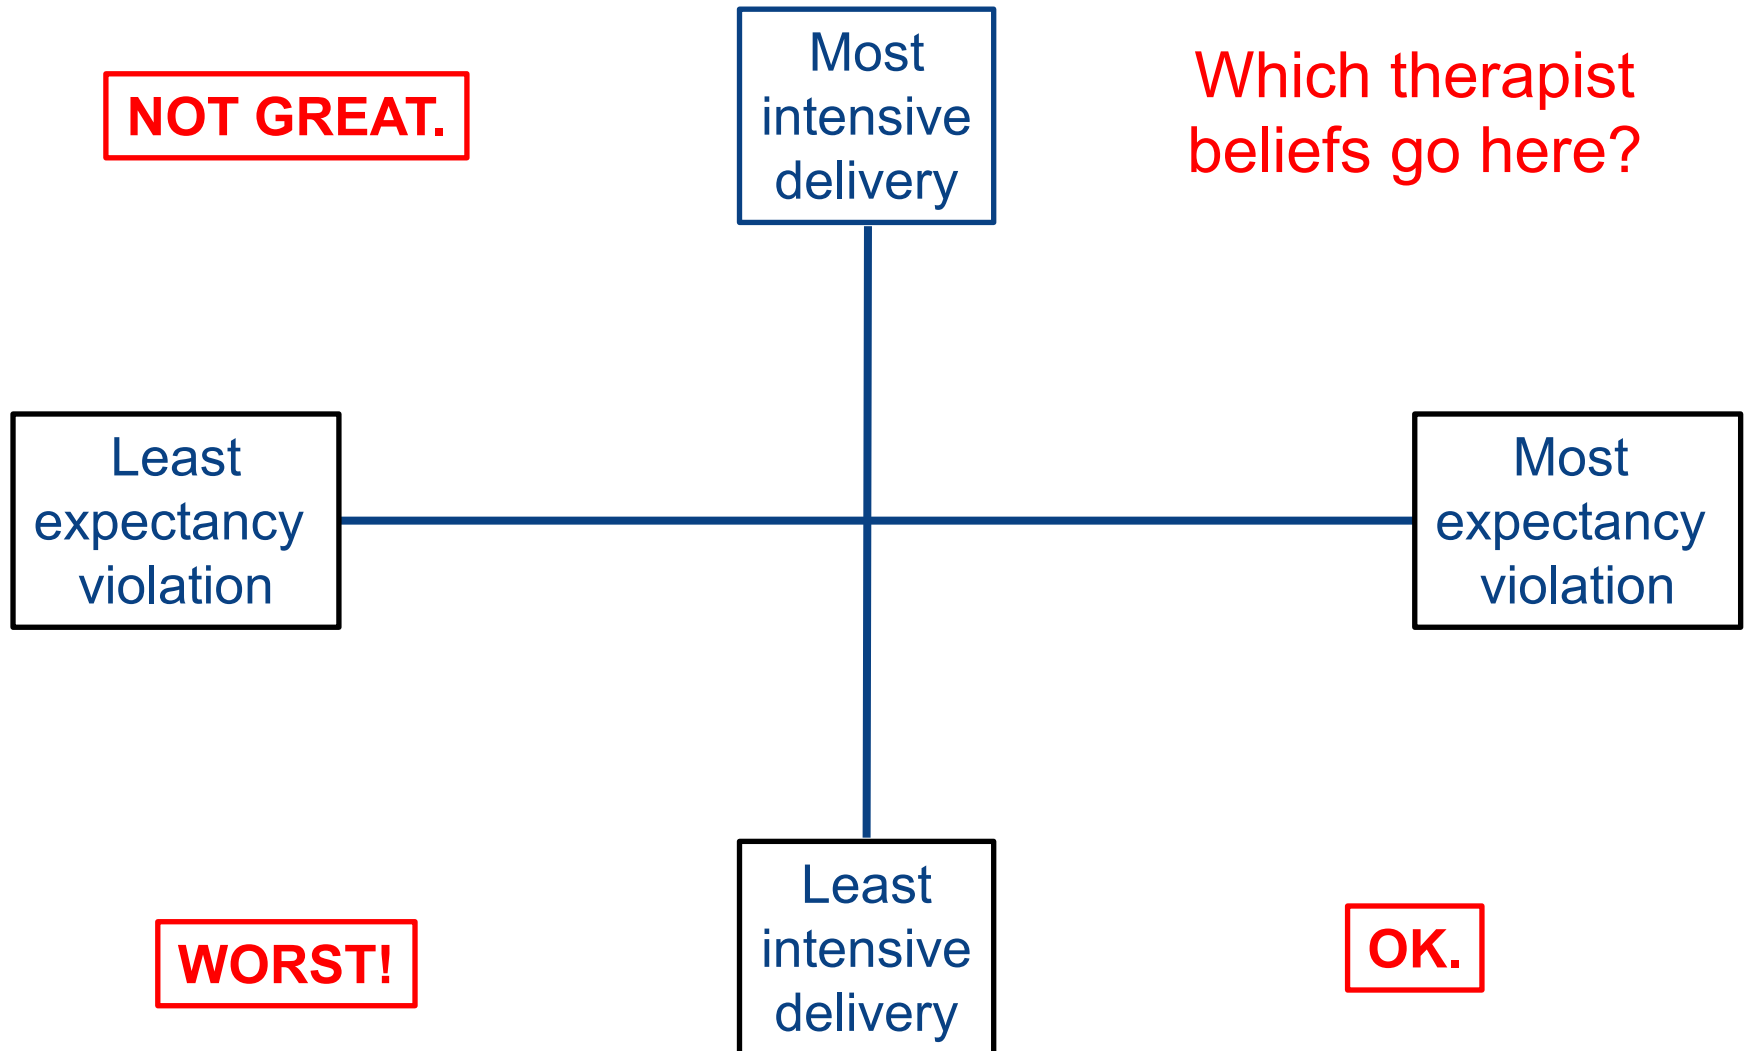 Most
intensive
delivery
NOT GREAT.
Which therapist
beliefs go here?
Least
expectancy
violation
Most
expectancy
violation
WORST!
Least
intensive
delivery
OK.